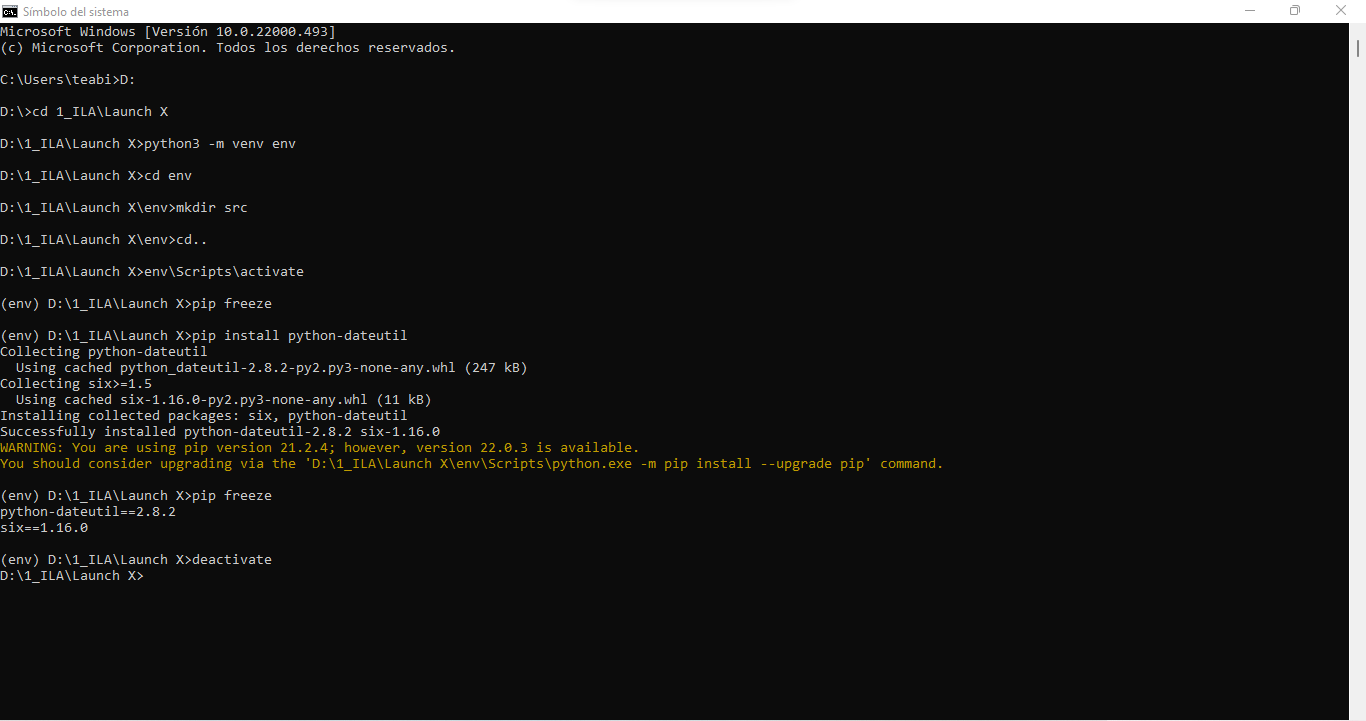 Símbolo del sistema
Microsoft Windows [Versión 10.0.22000.493]
(c) Microsoft Corporation. Todos los derechos reservados.
C:\Users\teabi>D:
D:\>cd 1_ILA\Launch X
D:\1_ILA\Launch X>python3 -m venv env
D:\1_ILA\Launch X>cd env
D:\1_ILA\Launch X\env>mkdir src
D:\1_ILA\Launch X\env>cd..
D:\1_ILA\Launch X>env\Scripts\activate
(env) D:\1_ILA\Launch X>pip freeze
(env) D:\1_ILA\Launch X>pip install python-dateutil
Collecting python-dateutil
  Using cached python_dateutil-2.8.2-py2.py3-none-any.whl (247 kB)
Collecting six>=1.5
  Using cached six-1.16.0-py2.py3-none-any.whl (11 kB)
Installing collected packages: six, python-dateutil
Successfully installed python-dateutil-2.8.2 six-1.16.0
WARNING: You are using pip version 21.2.4; however, version 22.0.3 is available.
You should consider upgrading via the 'D:\1_ILA\Launch X\env\Scripts\python.exe -m pip install --upgrade pip' command.
(env) D:\1_ILA\Launch X>pip freeze
python-dateutil==2.8.2
six==1.16.0
(env) D:\1_ILA\Launch X>deactivate
D:\1_ILA\Launch X>